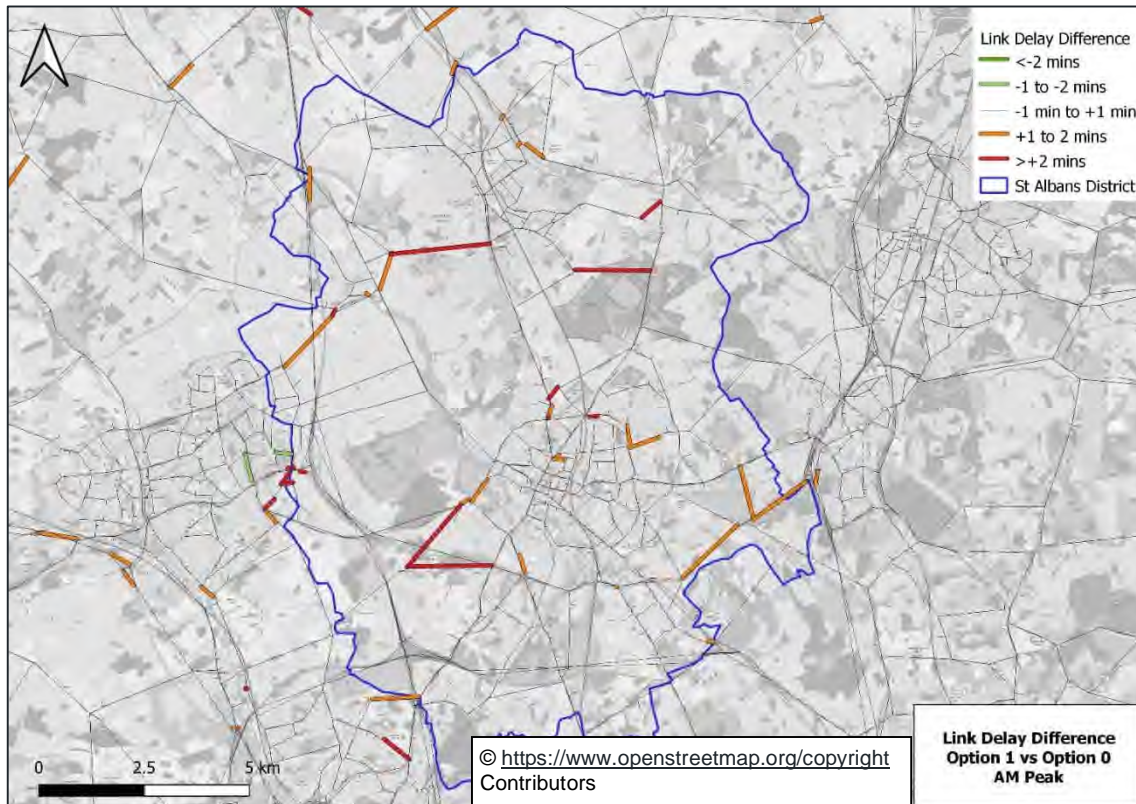 Link Delay Difference
<-2 mins
-1 to -2 mins
-1 min to +1 min
+1 to 2 mins
>+2 mins
St Albans District
0
2.5
5 km
© https://www.openstreetmap.org/copyright
Contributors
Link Delay Difference
Option 1 vs Option 0
AM Peak